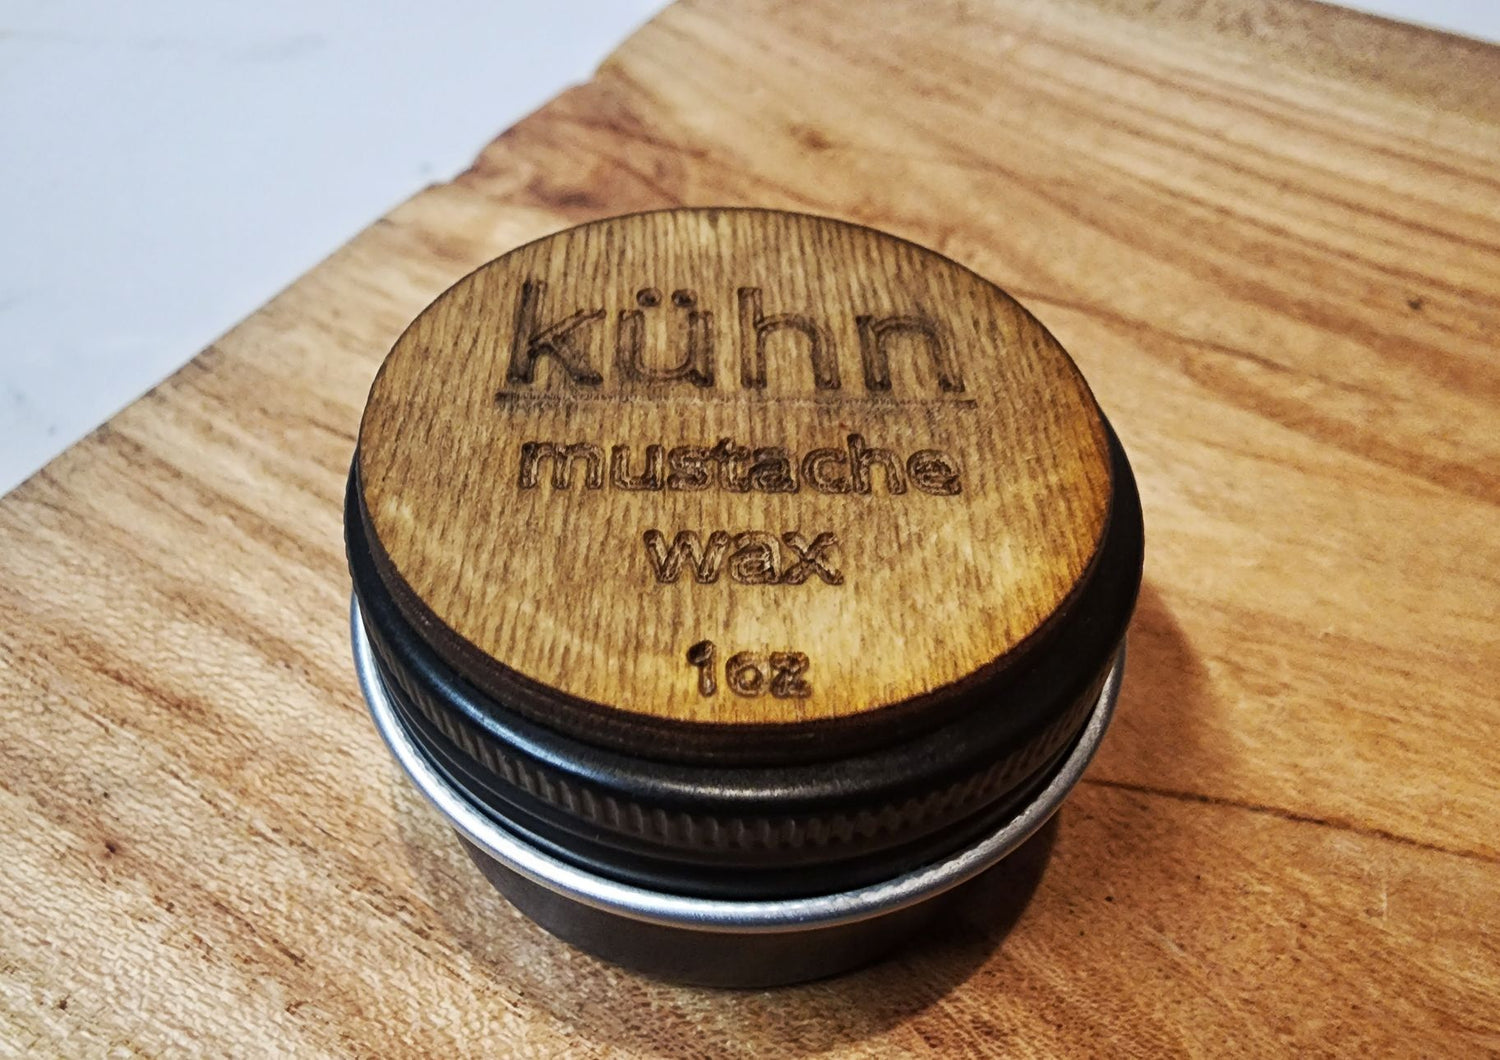 kühn
mustache
wax
1oz